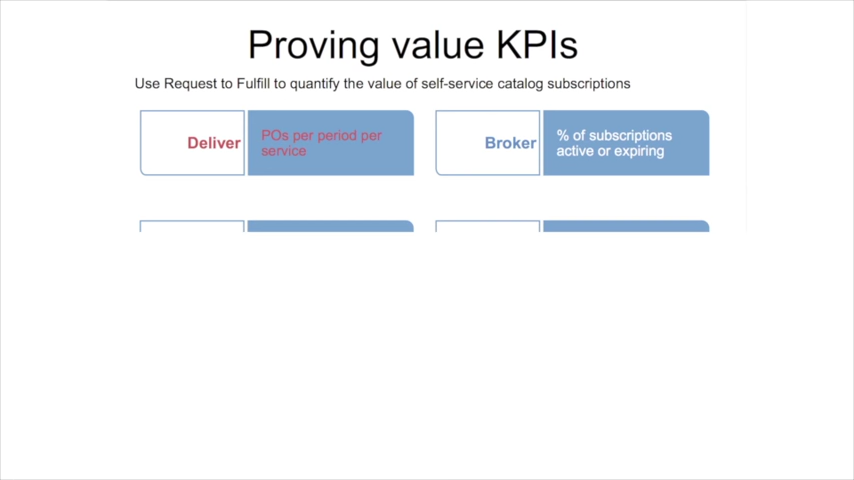 Proving value KPIs
Use Request to Fulfill to quantify the value of self-service catalog subscriptions
Deliver
POs per period per
service
Broker
% of subscriptions
active or expiring